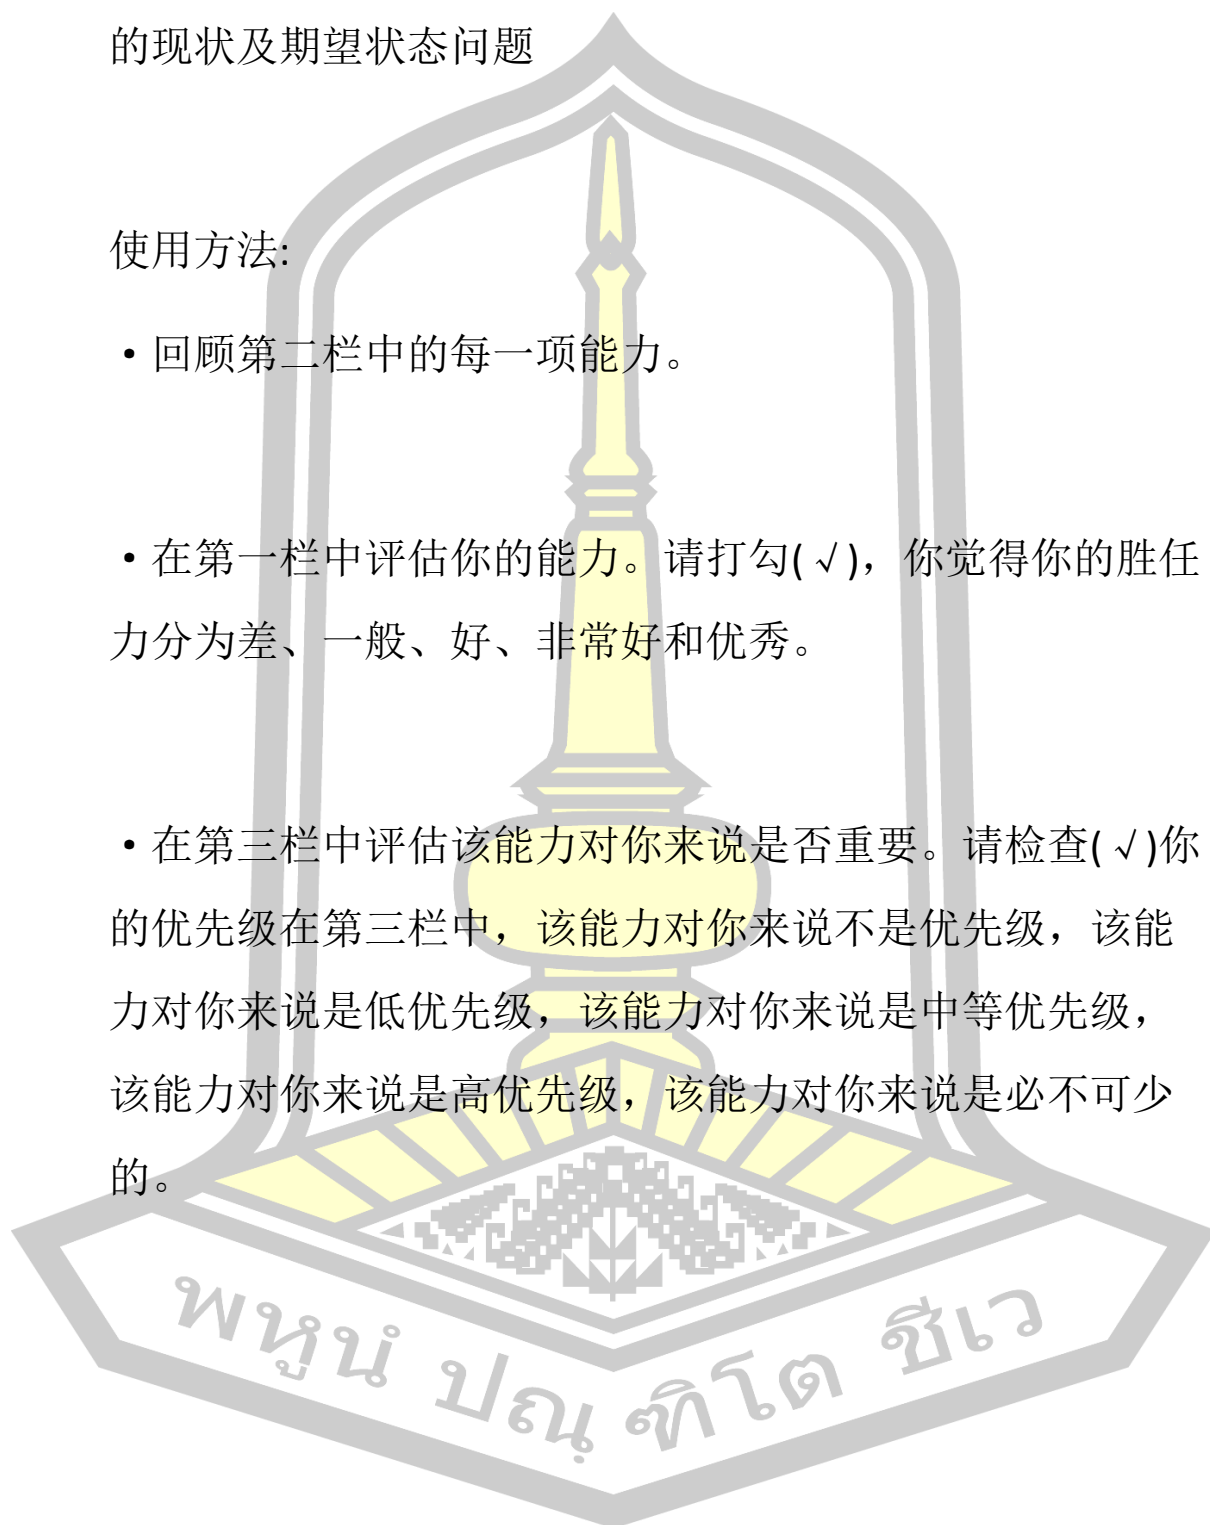 的现状及期望状态问题
使用方法:
•回顾第二栏中的每一项能力。
•在第一栏中评估你的能力。请打勾(√)，你觉得你的胜任
力分为差、一般、好、非常好和优秀。
•在第三栏中评估该能力对你来说是否重要。请检查(√)你
的优先级在第三栏中，该能力对你来说不是优先级，该能
力对你来说是低优先级，该能力对你来说是中等优先级，
该能力对你来说是高优先级，该能力对你来说是必不可少
的。
พหูนํ ปณฺฑิโต ชีเว